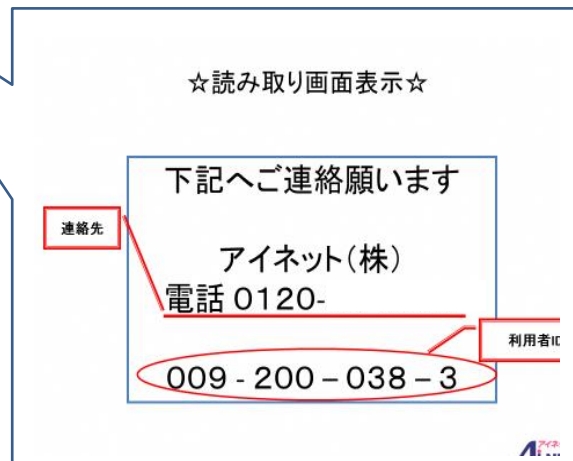 ☆読み取り画面表示☆
下記へご連絡願います
連絡先
アイネット(株)
電話 0120-
利用者ID
009 - 200 – 038 – 3